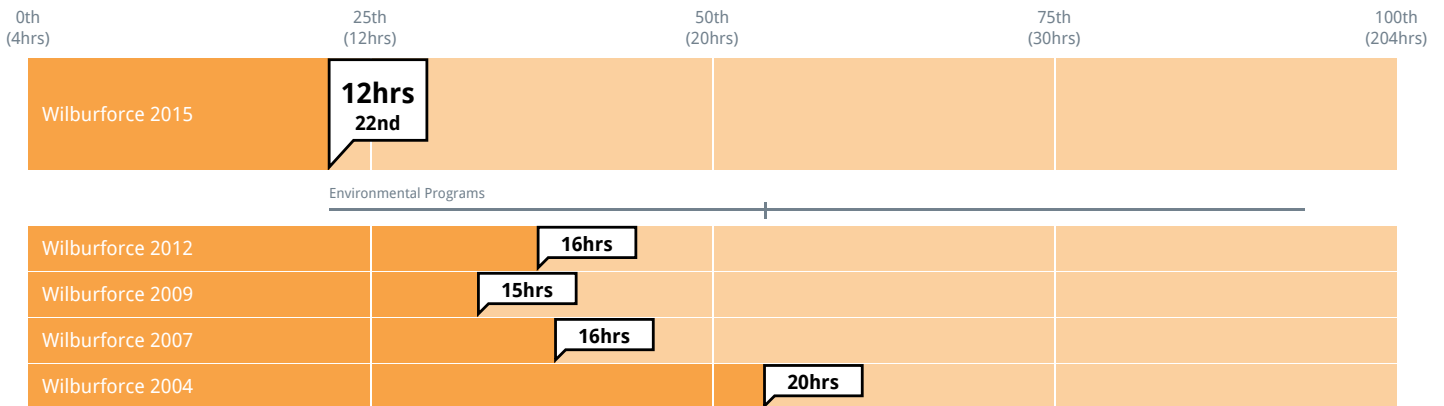 0th 25th 50th 75th 100th
(4hrs) (12hrs) (20hrs) (30hrs) (204hrs)
Wilburforce 2015
12hrs
22nd
Environmental Programs
Wilburforce 2012 16hrs
Wilburforce 2009 15hrs
Wilburforce 2007 16hrs
Wilburforce 2004 20hrs